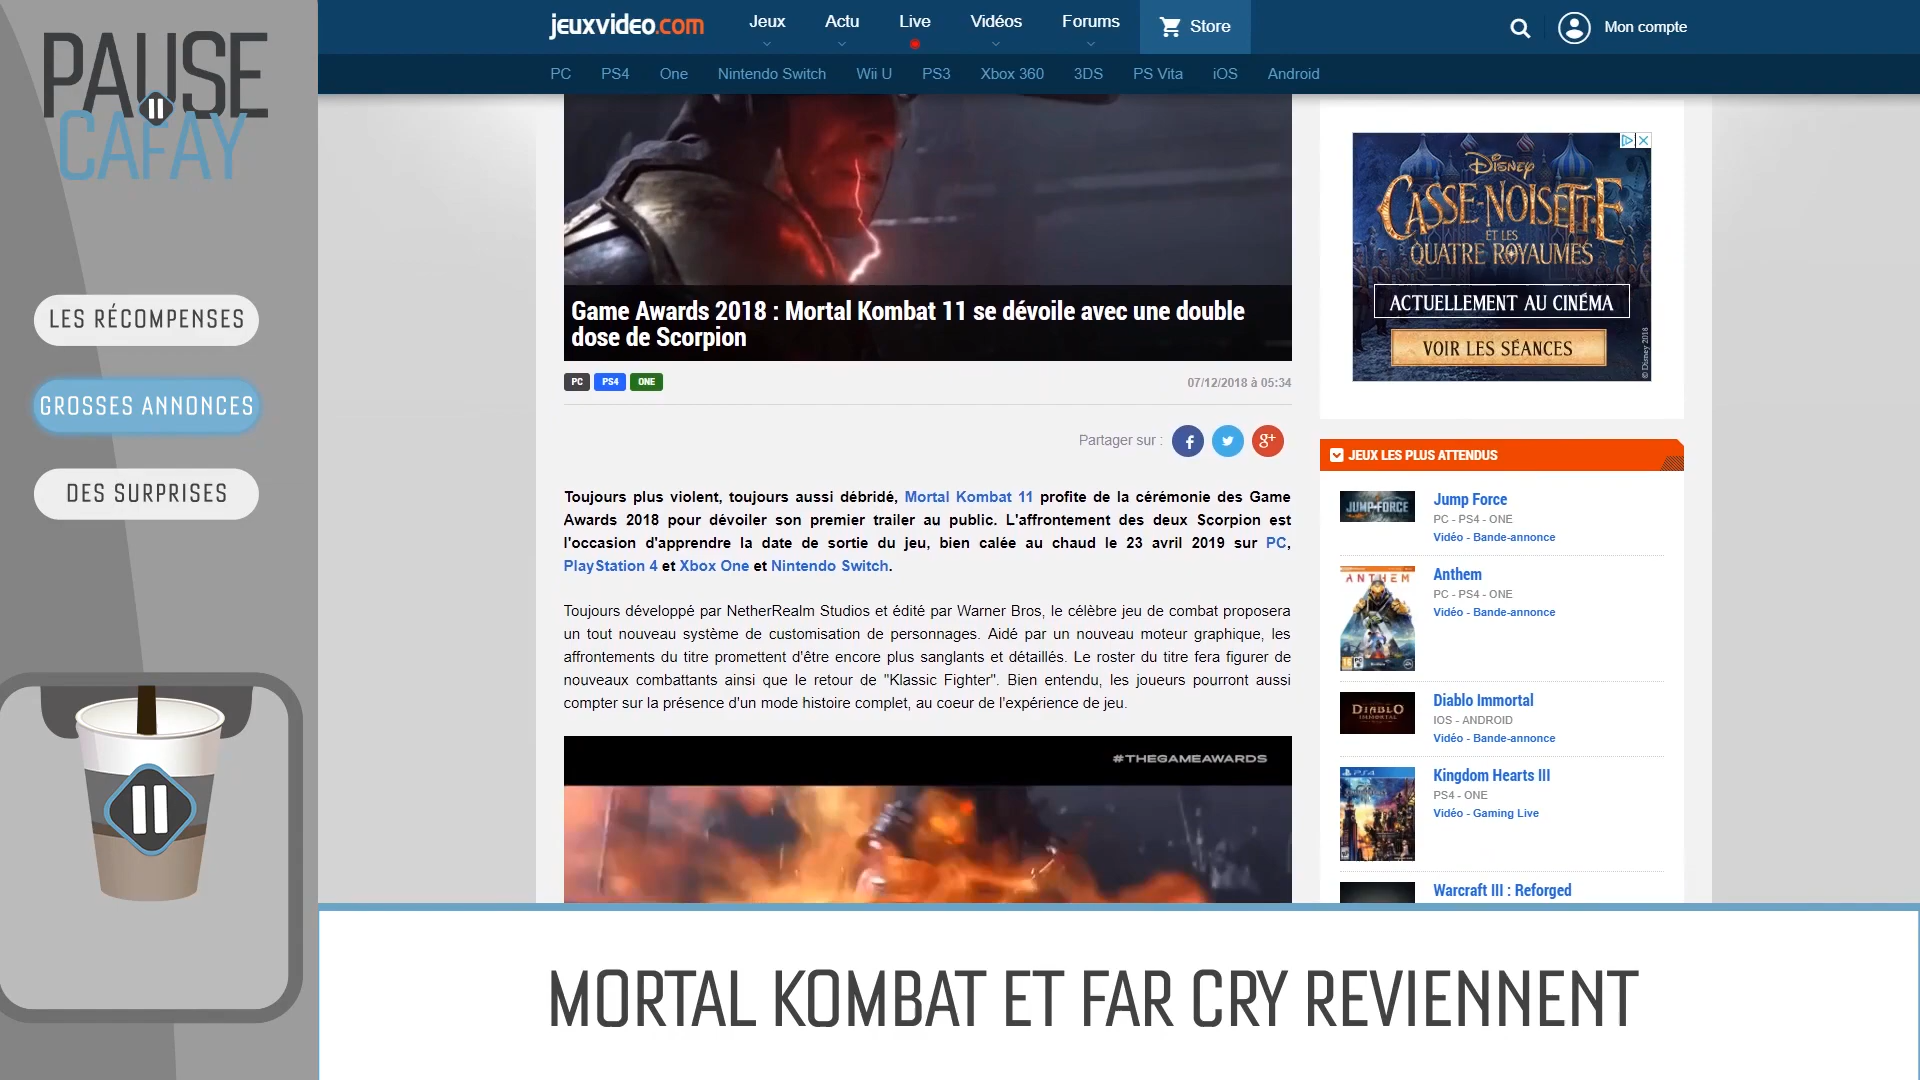 PAUSE
CAFAY
LES RÉCOMPENSES
GROSSES ANNONCES
DES SURPRISES
jeuxvideo.com
Jeux
Actu
Live
Vidéos
Forums
Store
Mon compte
PC
PS4
One
Nintendo Switch
Wii U
PS3
Xbox 360
3DS
PS Vita
iOS
Android
Game Awards 2018 : Mortal Kombat 11 se dévoile avec une double
dose de Scorpion
PC PS4 ONE
07/12/2018 à 05:34
Partager sur :
Toujours plus violent, toujours aussi débridé, Mortal Kombat 11 profite de la cérémonie des Game
Awards 2018 pour dévoiler son premier trailer au public. L'affrontement des deux Scorpion est
l'occasion d'apprendre la date de sortie du jeu, bien calée au chaud le 23 avril 2019 sur PC,
PlayStation 4 et Xbox One et Nintendo Switch.
Toujours développé par NetherRealm Studios et édité par Warner Bros, le célèbre jeu de combat proposera
un tout nouveau système de customisation de personnages. Aidé par un nouveau moteur graphique, les
affrontements du titre promettent d'être encore plus sanglants et détaillés. Le roster du titre fera figurer de
nouveaux combattants ainsi que le retour de "Klassic Fighter". Bien entendu, les joueurs pourront aussi
compter sur la présence d'un mode histoire complet, au coeur de l'expérience de jeu.
#THEGAMEAWARDS
DISNEY
CASSE-NOISETTE
ET LES
QUATRE ROYAUMES
ACTUELLEMENT AU CINÉMA
VOIR LES SÉANCES
© Disney 2018
JEUX LES PLUS ATTENDUS
JUMP FORCE
Jump Force
PC - PS4 - ONE
Vidéo - Bande-annonce
ANTHEM
Anthem
PC - PS4 - ONE
Vidéo - Bande-annonce
DIABLO
IMMORTAL
Diablo Immortal
IOS - ANDROID
Vidéo - Bande-annonce
PS4
Kingdom Hearts III
PS4 - ONE
Vidéo - Gaming Live
Warcraft III : Reforged
MORTAL KOMBAT ET FAR CRY REVIENNENT